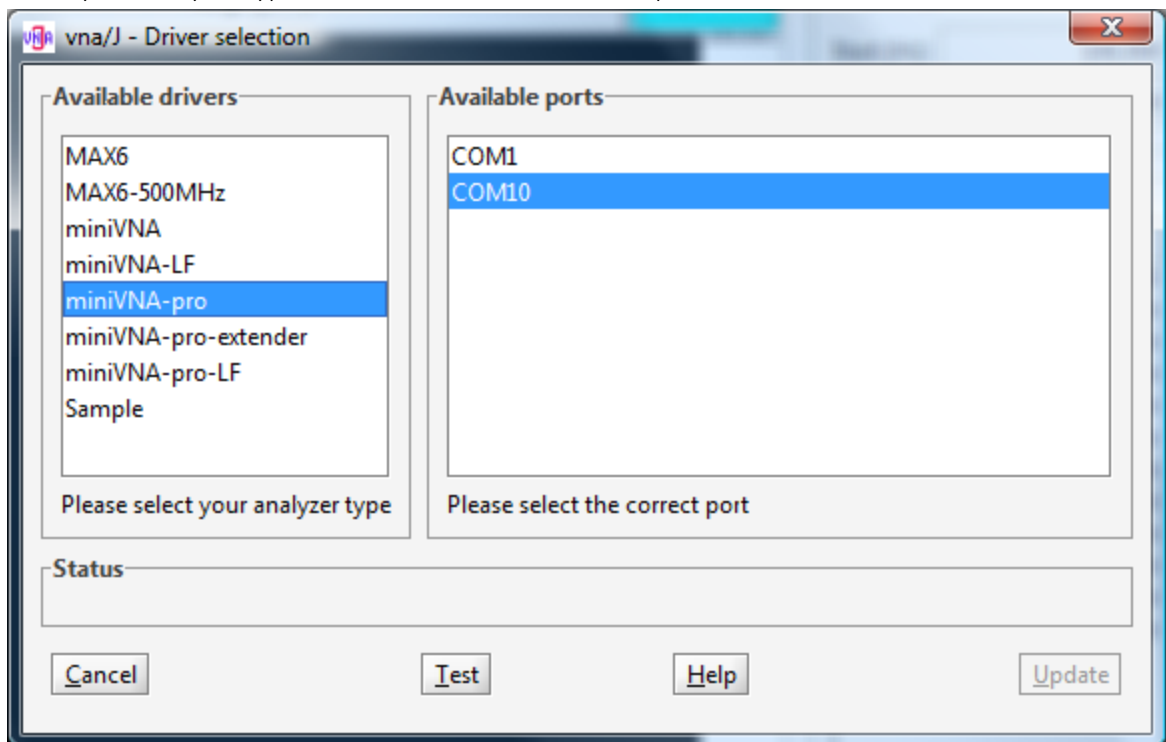 vna/J - Driver selection
Available drivers
MAX6
MAX6-500MHz
miniVNA
miniVNA-LF
miniVNA-pro
miniVNA-pro-extender
miniVNA-pro-LF
Sample
Please select your analyzer type
Available ports
COM1
COM10
Please select the correct port
Status
Cancel
Test
Help
Update